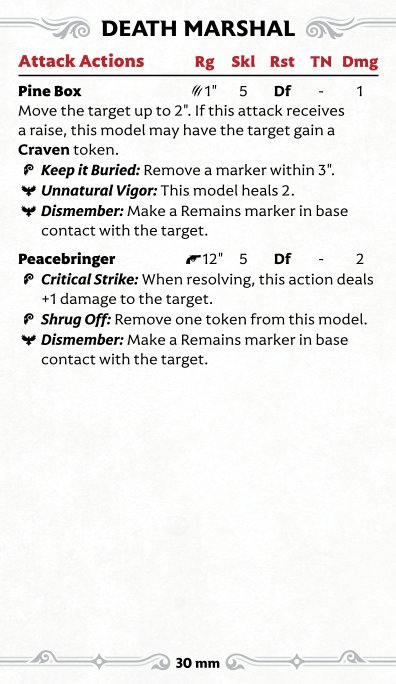 DEATH MARSHAL
Attack Actions Rg Skl Rst TN Dmg
Pine Box 1" 5 Df - 1
Move the target up to 2". If this attack receives
a raise, this model may have the target gain a
Craven token.
Keep it Buried: Remove a marker within 3".
Unnatural Vigor: This model heals 2.
Dismember: Make a Remains marker in base
contact with the target.
Peacebringer 12" 5 Df - 2
Critical Strike: When resolving, this action deals
+1 damage to the target.
Shrug Off: Remove one token from this model.
Dismember: Make a Remains marker in base
contact with the target.
30 mm